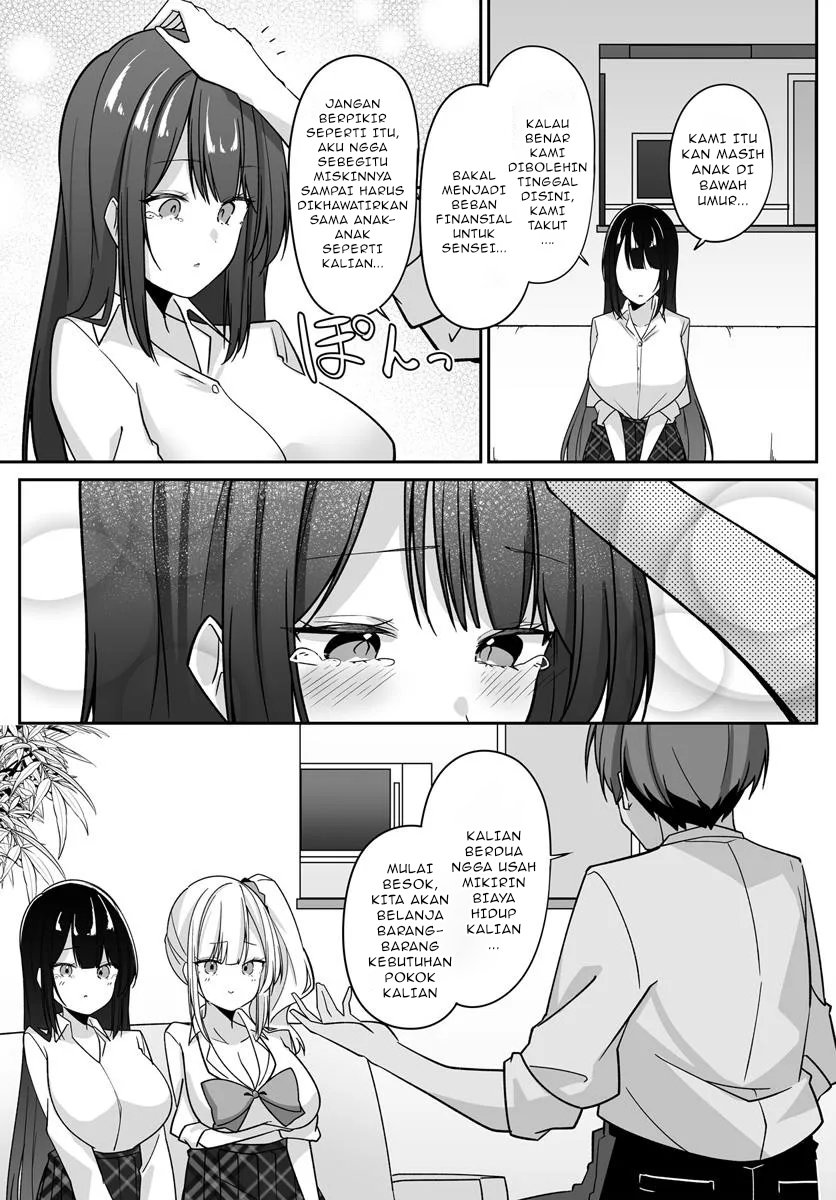 KAMI ITU
KAN MASIH
ANAK DI
BAWAH
UMUR...
KALAU
BENAR
KAMI
DIBOLEHIN
TINGGAL
DISINI,
KAMI
TAKUT
....
BAKAL
MENJADI
BEBAN
FINANSIAL
UNTUK
SENSEI...
JANGAN
BERPIKIR
SEPERTI ITU,
AKU NGGA
SEBEGITU
MISKINNYA
SAMPAI HARUS
DIKHAWATIRKAN
SAMA ANAK-
ANAK
SEPERTI
KALIAN...
ぽんっ
KALIAN
BERDUA
NGGA USAH
MIKIRIN
BIAYA
HIDUP
KALIAN
...
MULAI
BESOK,
KITA AKAN
BELANJA
BARANG-
BARANG
KEBUTUHAN
POKOK
KALIAN